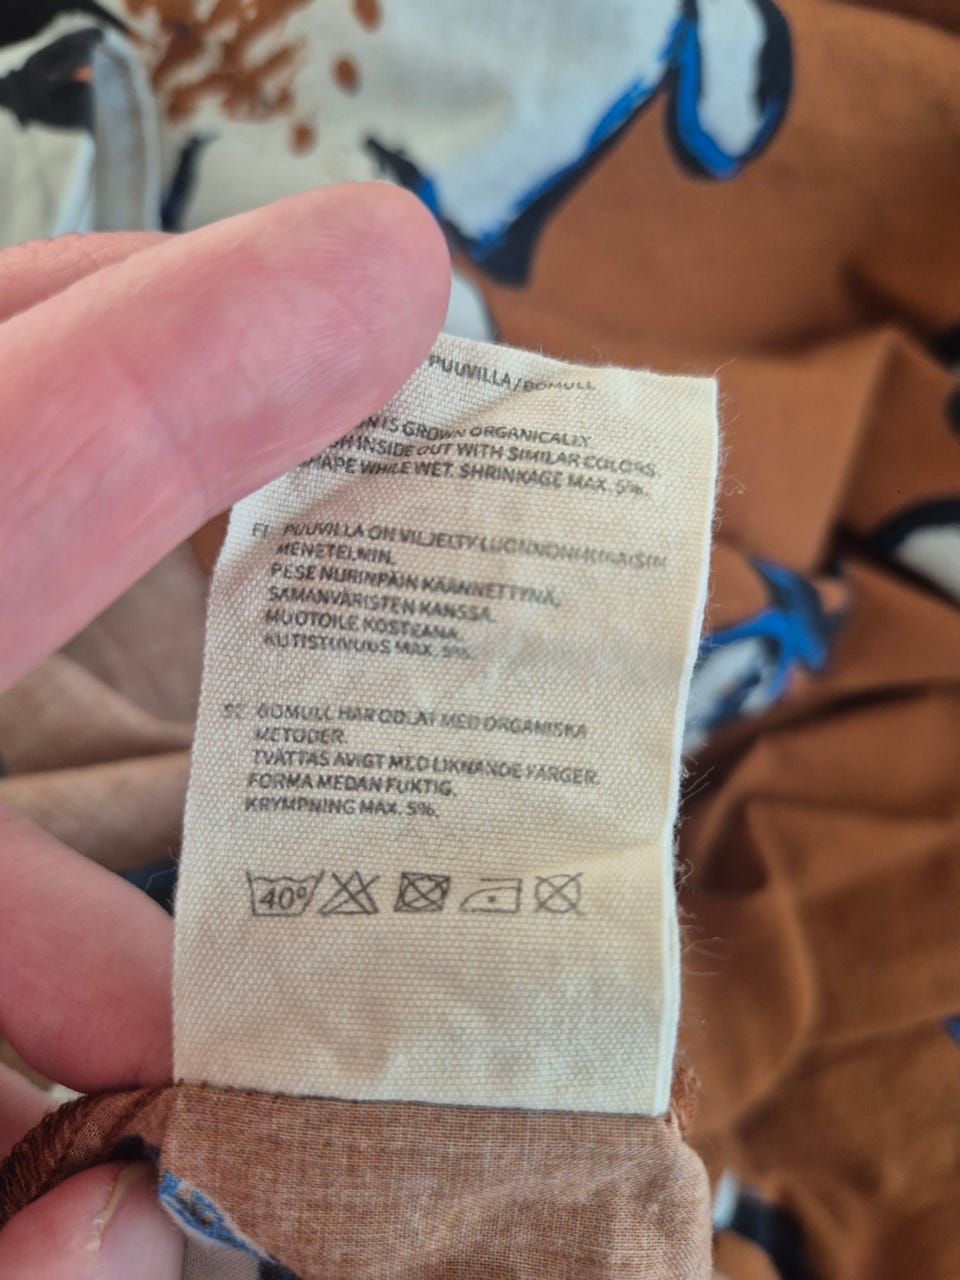 PUUVILLA/BOMULL
IS GROWN ORGANICALLY.
INSIDE OUT WITH SIMILAR COLORS.
WHILE WET. SHRINKAGE MAX. 5%.
FI PUUVILLA ON VILJELTY LUONNONMUKAISIN
MENETELMIN.
PESE NURINPÄIN KÄÄNNETTYNÄ,
SAMANVÄRISTEN KANSSA.
MUOTOILE KOSTEANA.
KUTISTUVUUS MAX. 5%.
SE BOMULL HAR ODLAT MED ORGANISKA
METODER.
TVÄTTAS AVIGT MED LIKNANDE FÄRGER.
FORMA MEDAN FUKTIG.
KRYMPNING MAX. 5%.
40°